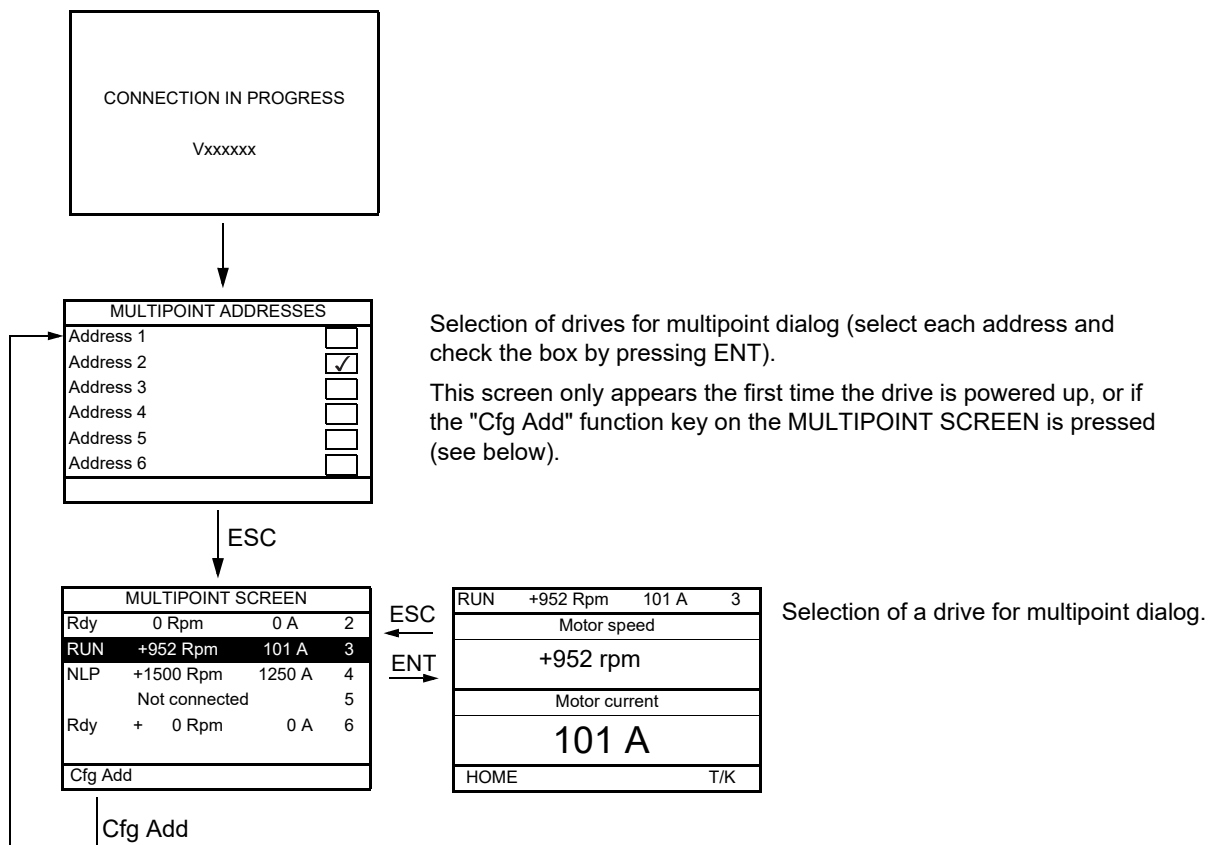 CONNECTION IN PROGRESS
Vxxxxxx
MULTIPOINT ADDRESSES
Address 1
Address 2 ✓
Address 3
Address 4
Address 5
Address 6
Selection of drives for multipoint dialog (select each address and
check the box by pressing ENT).
This screen only appears the first time the drive is powered up, or if
the "Cfg Add" function key on the MULTIPOINT SCREEN is pressed
(see below).
ESC
MULTIPOINT SCREEN
Rdy 0 Rpm 0 A 2
RUN +952 Rpm 101 A 3
NLP +1500 Rpm 1250 A 4
Not connected 5
Rdy + 0 Rpm 0 A 6
Cfg Add
ESC
ENT
RUN +952 Rpm 101 A 3
Motor speed
+952 rpm
Motor current
101 A
HOME T/K
Selection of a drive for multipoint dialog.
Cfg Add